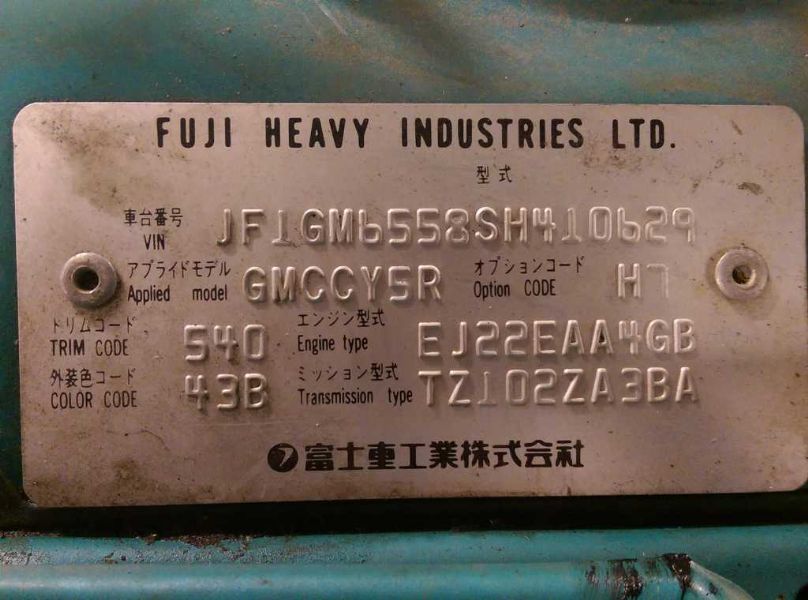 FUJI HEAVY INDUSTRIES LTD.
型式
車台番号
VIN JF1GM6558SH410629
アプライドモデル オプションコード
Applied model GMCCY5R Option CODE H7
トリムコード エンジン型式
TRIM CODE 540 Engine type EJ22EAA4GB
外装色コード ミッション型式
COLOR CODE 43B Transmission type TZ102ZA3BA
富士重工業株式会社